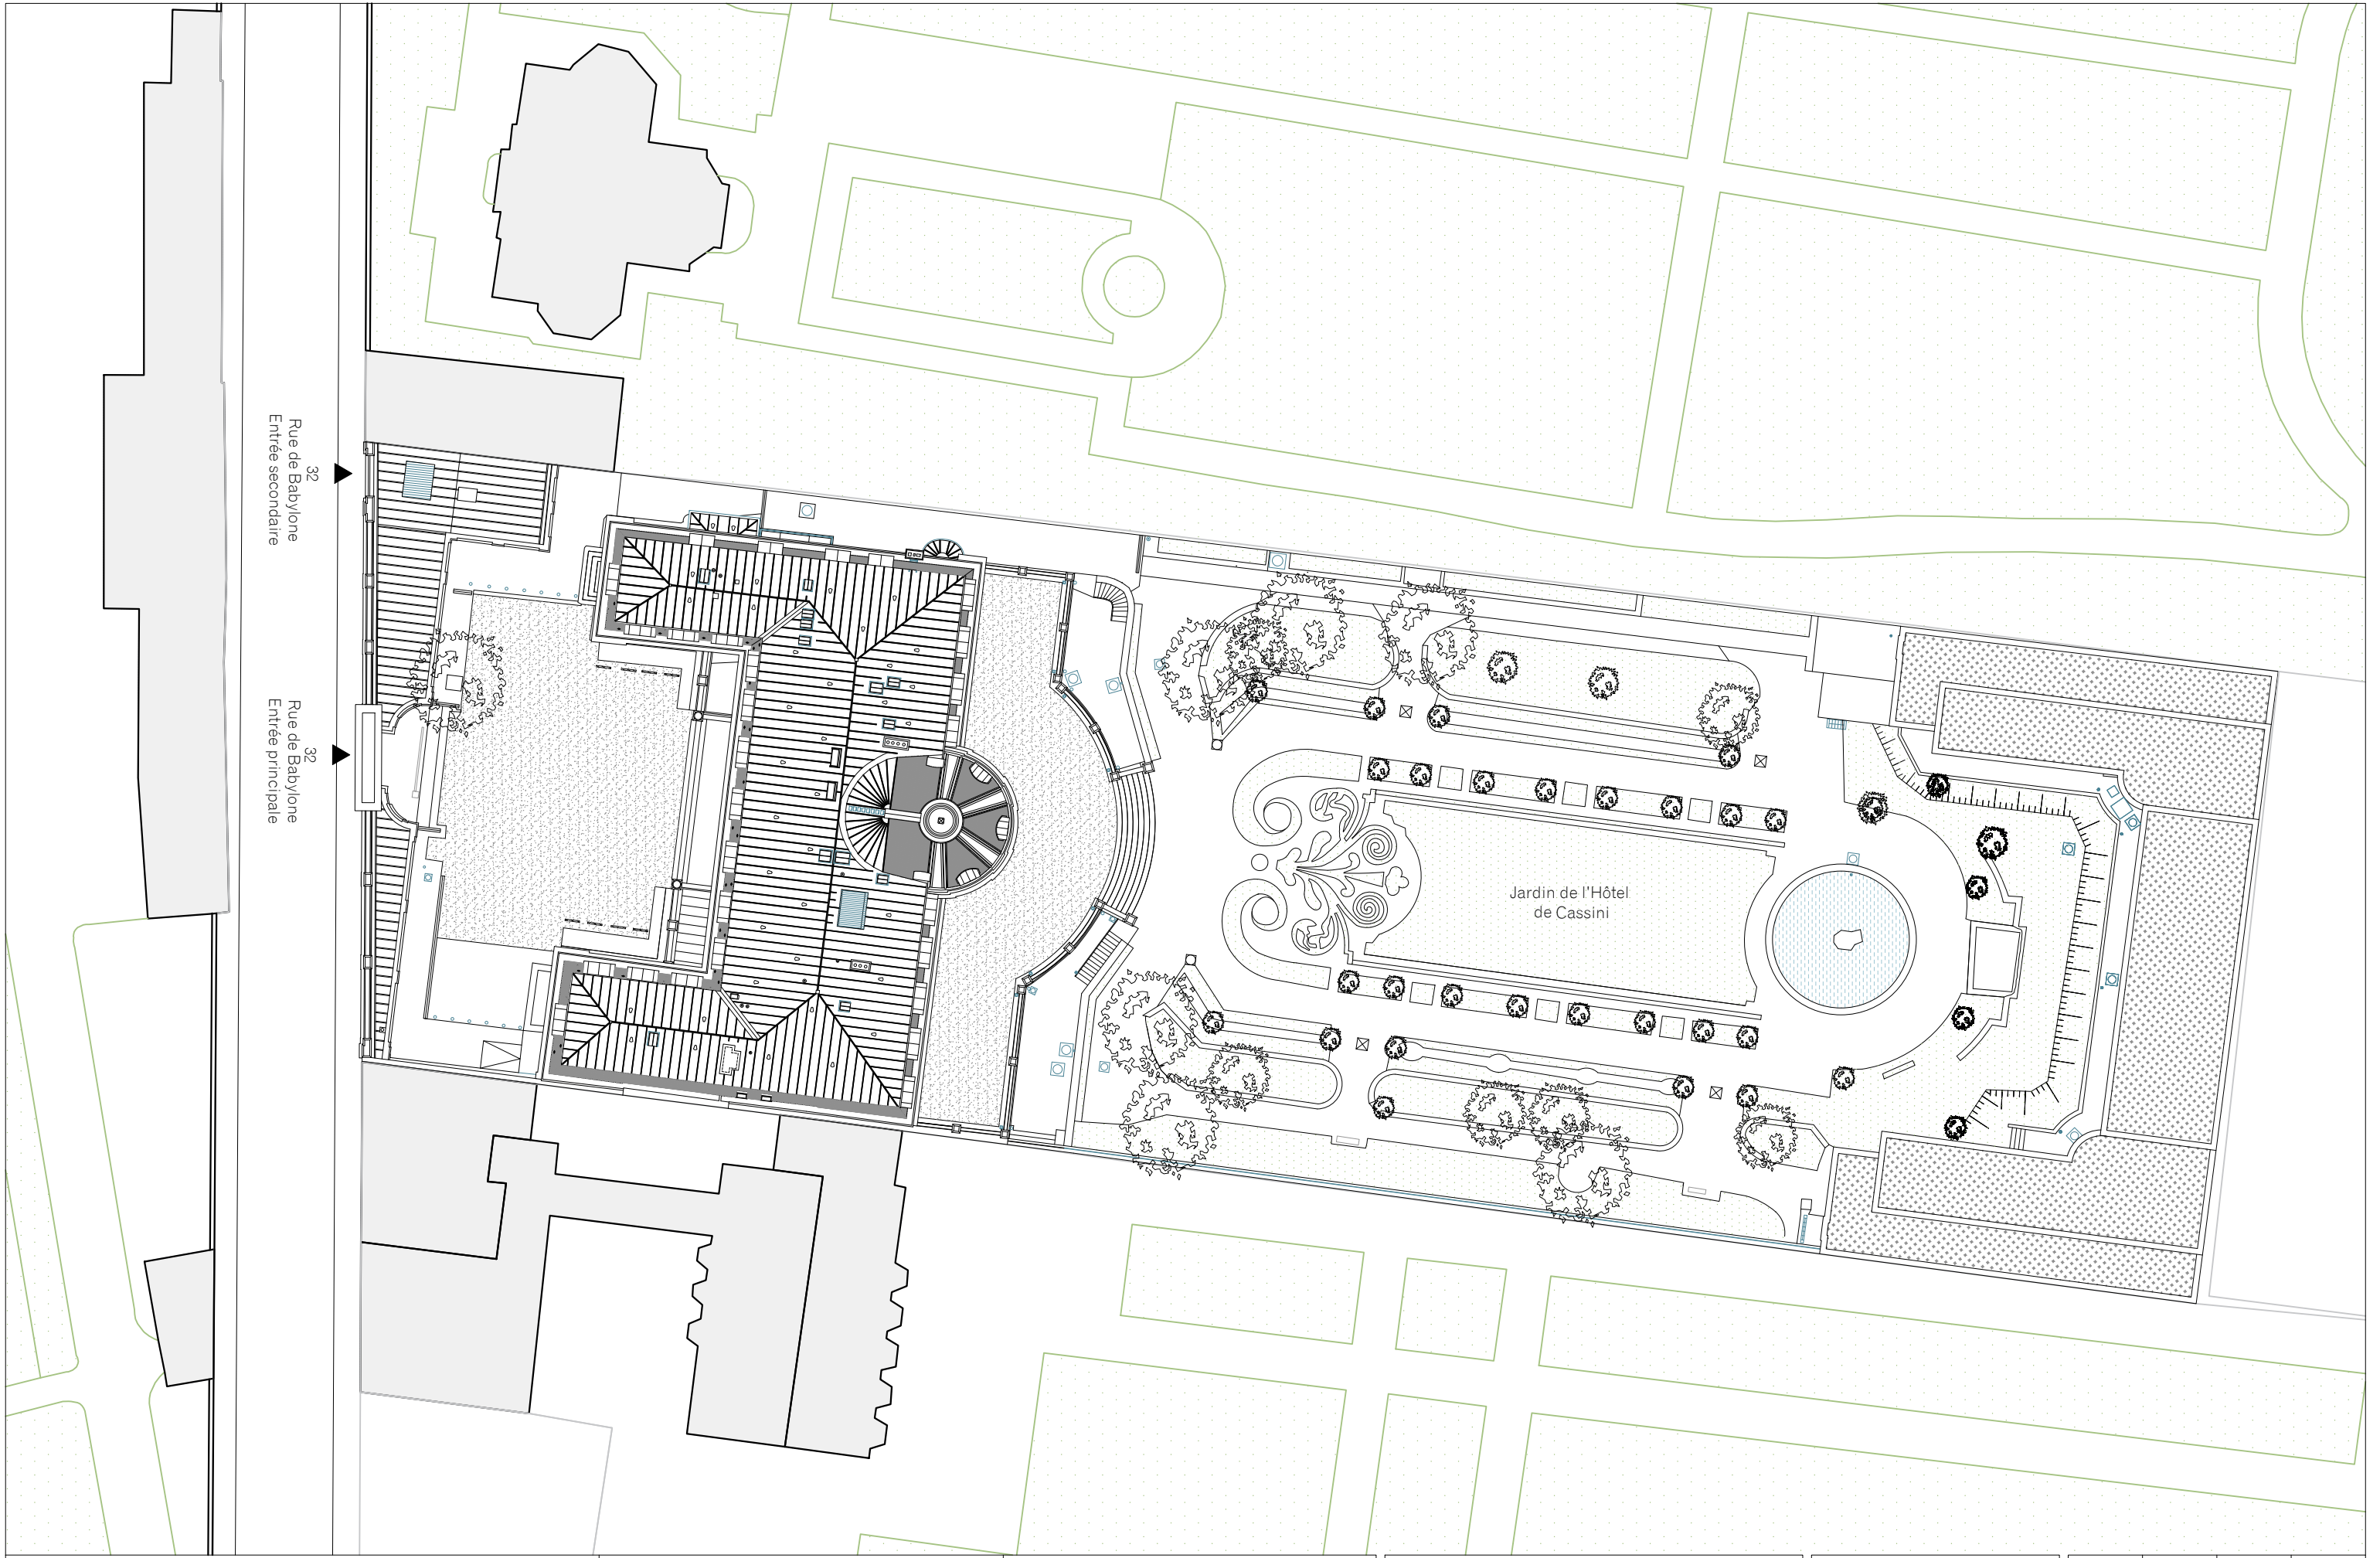 32
Rue de Babylone
Entrée secondaire
32
Rue de Babylone
Entrée principale
Jardin de l'Hôtel
de Cassini